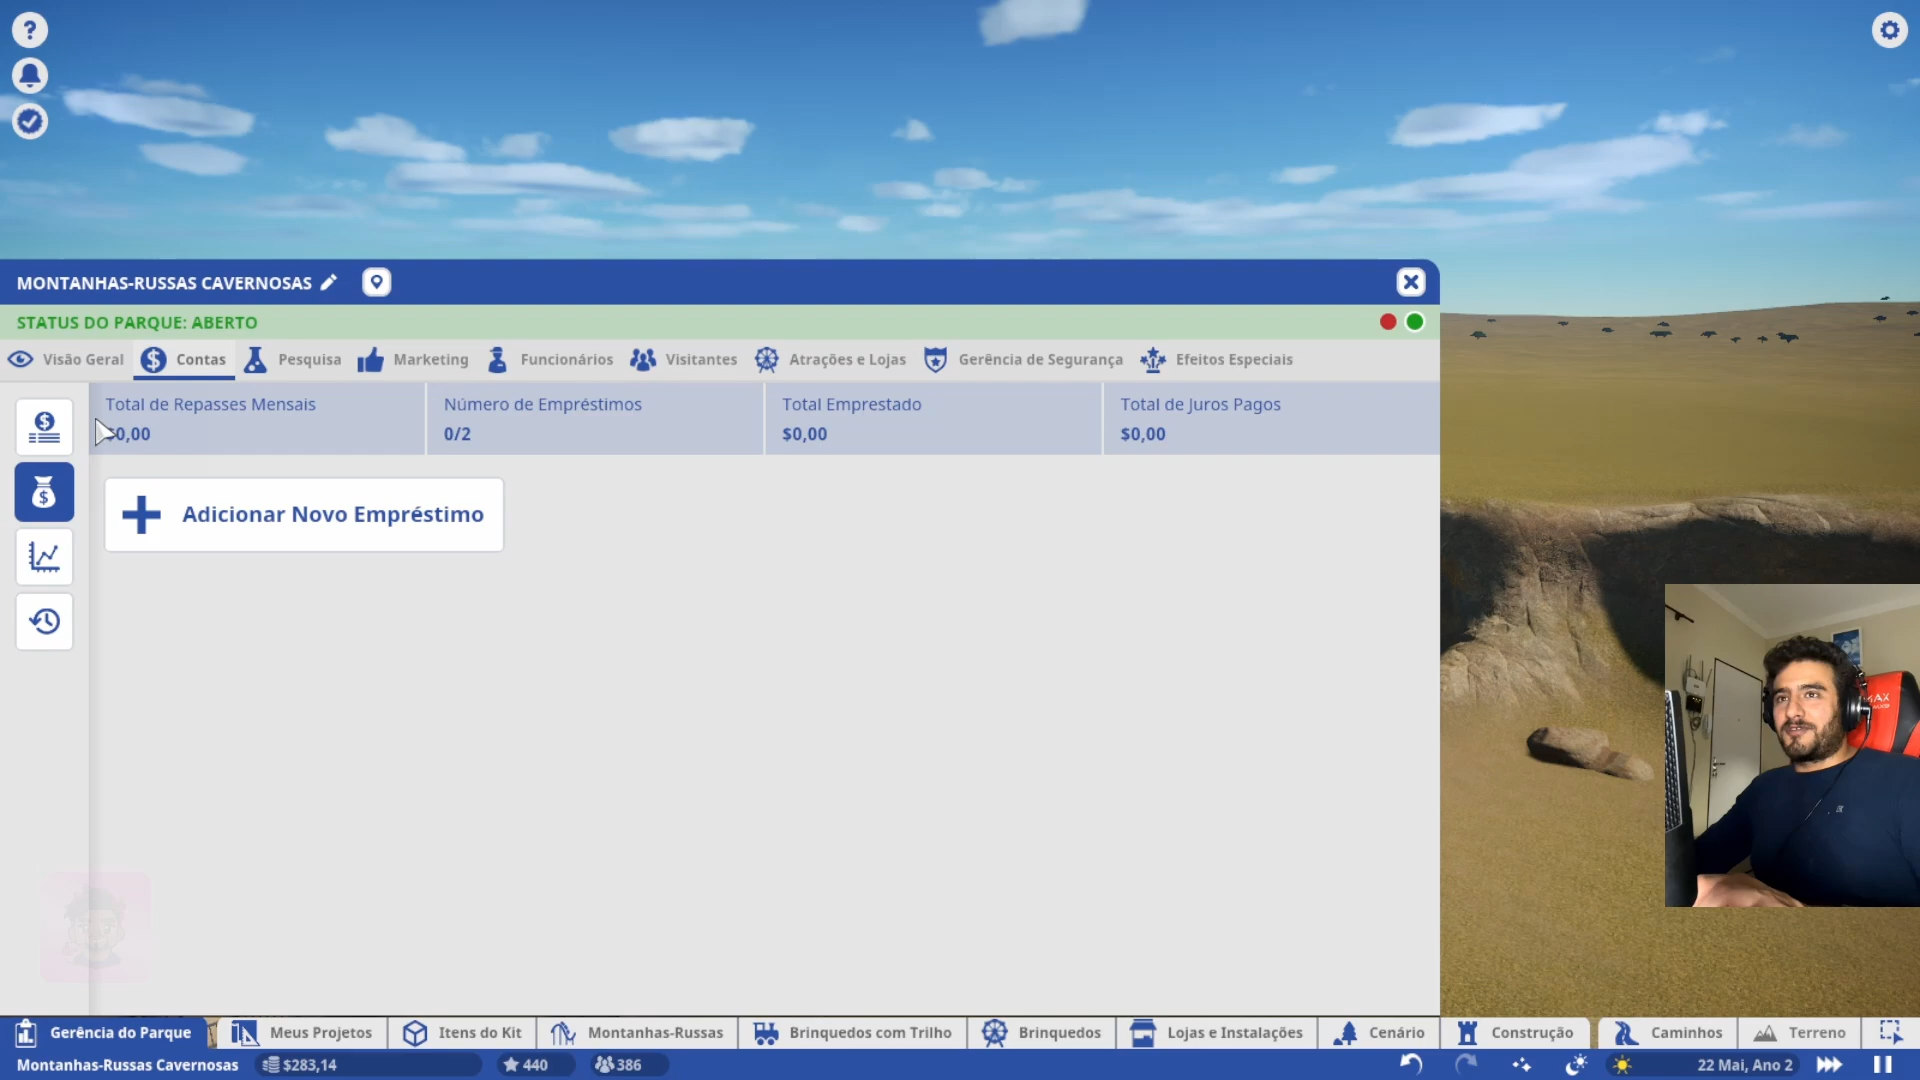 MONTANHAS-RUSSAS CAVERNOSAS
STATUS DO PARQUE: ABERTO
Visão Geral
Contas
Pesquisa
Marketing
Funcionários
Visitantes
Atrações e Lojas
Gerência de Segurança
Efeitos Especiais
Total de Repasses Mensais
$0,00
Número de Empréstimos
0/2
Total Emprestado
$0,00
Total de Juros Pagos
$0,00
Adicionar Novo Empréstimo
Gerência do Parque
Meus Projetos
Itens do Kit
Montanhas-Russas
Brinquedos com Trilho
Brinquedos
Lojas e Instalações
Cenário
Construção
Caminhos
Terreno
Montanhas-Russas Cavernosas
$283,14
440
386
22 Mai, Ano 2